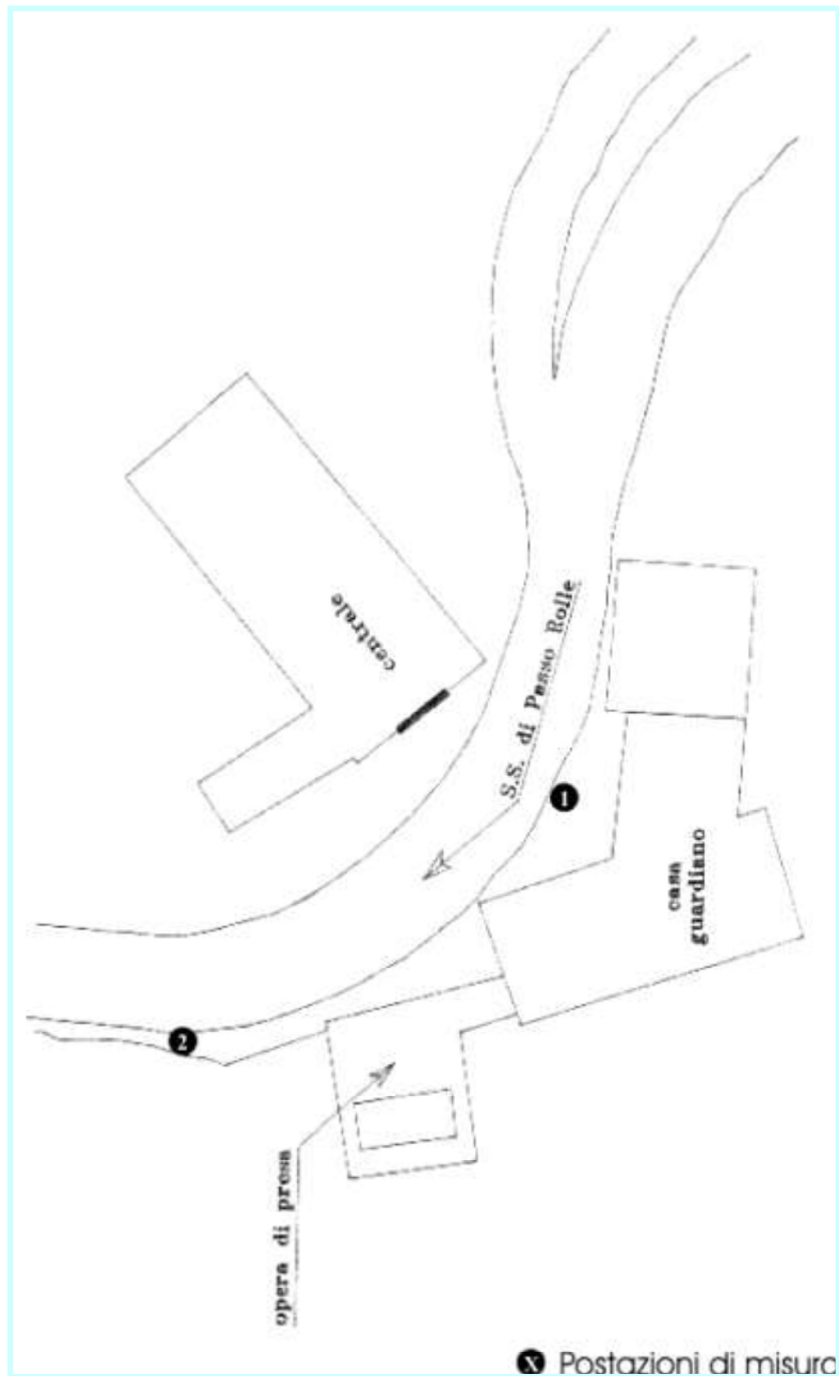 centrale
S.S. di Passo Rolle
1
casa
guardiano
2
opera di presa
X Postazioni di misura